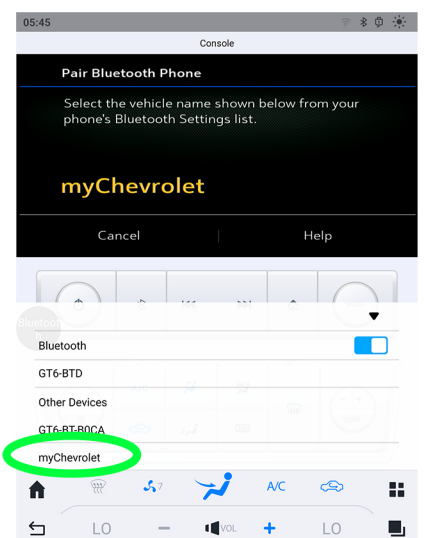 05:45
Console
Pair Bluetooth Phone
Select the vehicle name shown below from your
phone's Bluetooth Settings list.
myChevrolet
Cancel
Help
Bluetooth
GT6-BTD
Other Devices
GT6-BT-B0CA
myChevrolet
7
A/C
LO
VOL
LO